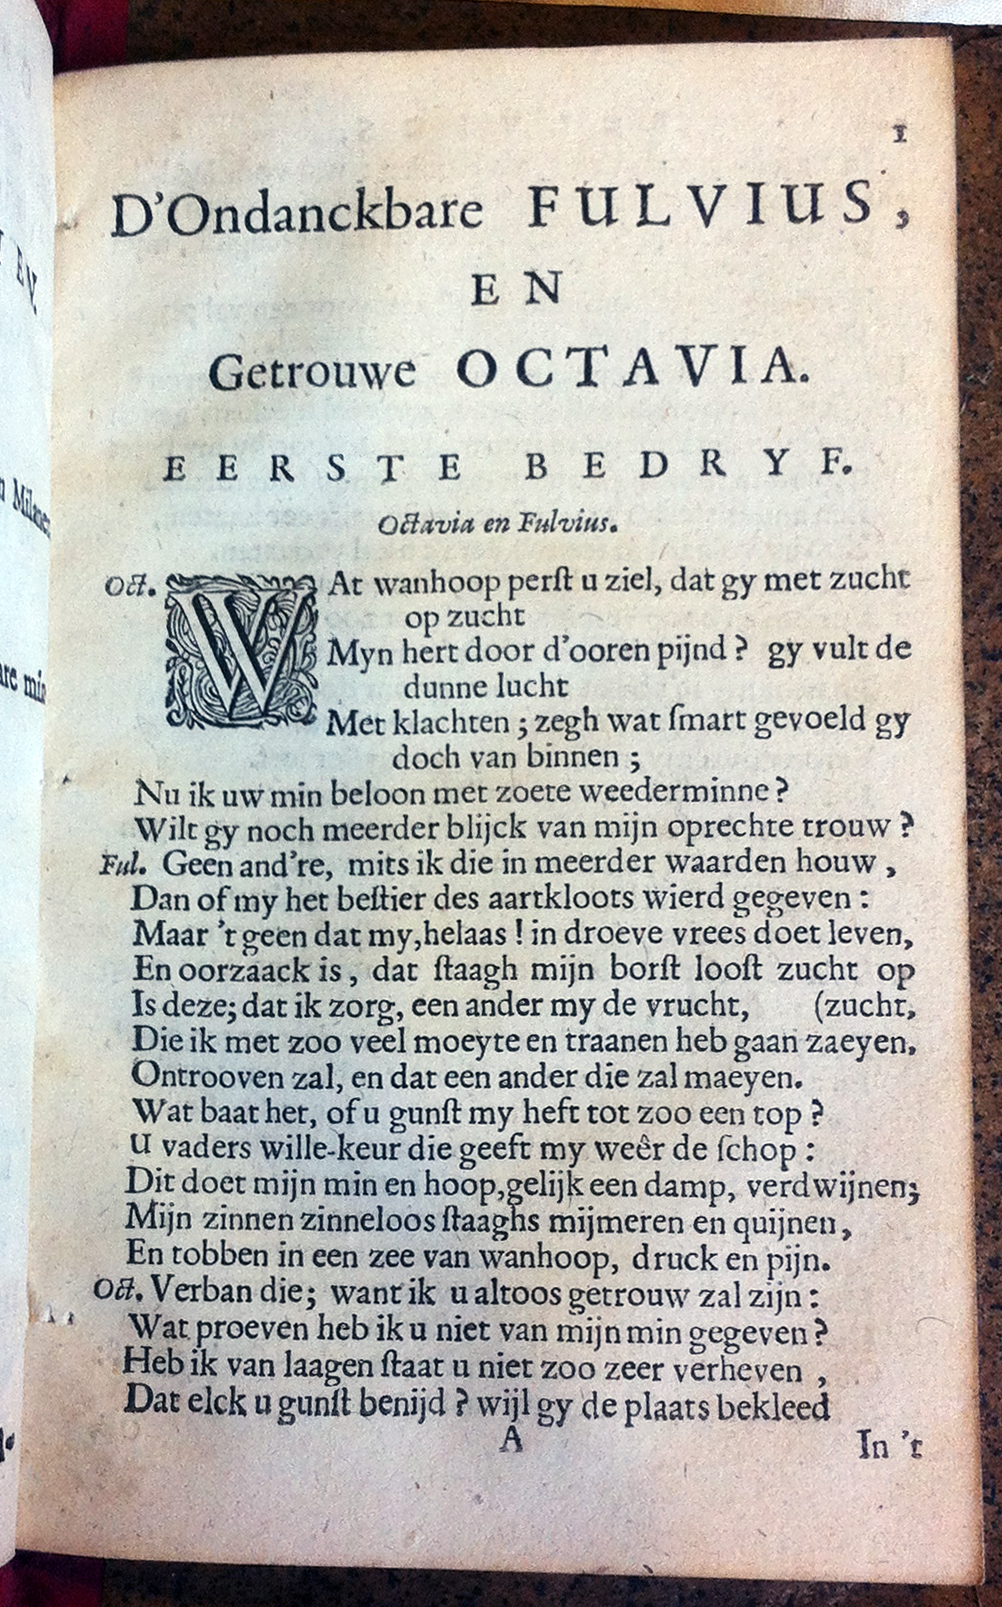 1
D'Ondanckbare FULVIUS,
EN
Getrouwe OCTAVIA.
EERSTE BEDRYF.
Octavia en Fulvius.
Oct. WAt wanhoop perſt u ziel, dat gy met zucht
op zucht
Myn hert door d'ooren pijnd? gy vult de
dunne lucht
Met klachten; zegh wat ſmart gevoeld gy
doch van binnen;
Nu ik uw min beloon met zoete weederminne?
Wilt gy noch meerder blijck van mijn oprechte trouw?
Ful. Geen and're, mits ik die in meerder waarden houw,
Dan of my het beſtier des aartkloots wierd gegeven:
Maar 't geen dat my, helaas! in droeve vrees doet leven,
En oorzaack is, dat ſtaagh mijn borſt looſt zucht op
Is deze; dat ik zorg, een ander my de vrucht, (zucht,
Die ik met zoo veel moeyte en traanen heb gaan zaeyen,
Ontrooven zal, en dat een ander die zal maeyen.
Wat baat het, of u gunſt my heft tot zoo een top?
U vaders wille-keur die geeft my weêr de ſchop:
Dit doet mijn min en hoop, gelijk een damp, verdwijnen;
Mijn zinnen zinneloos ſtaaghs mijmeren en quijnen,
En tobben in een zee van wanhoop, druck en pijn.
Oct. Verban die; want ik u altoos getrouw zal zijn:
Wat proeven heb ik u niet van mijn min gegeven?
Heb ik van laagen ſtaat u niet zoo zeer verheven,
Dat elck u gunſt benijd? wijl gy de plaats bekleed
A
In 't